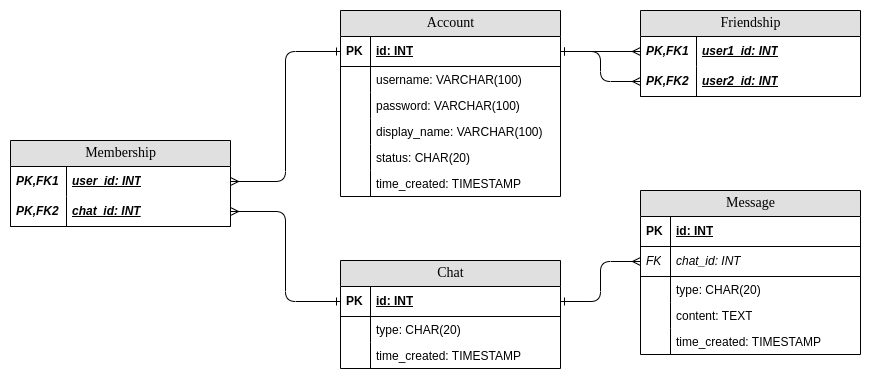 Account
PK id: INT
username: VARCHAR(100)
password: VARCHAR(100)
display_name: VARCHAR(100)
status: CHAR(20)
time_created: TIMESTAMP
Friendship
PK,FK1 user1_id: INT
PK,FK2 user2_id: INT
Membership
PK,FK1 user_id: INT
PK,FK2 chat_id: INT
Chat
PK id: INT
type: CHAR(20)
time_created: TIMESTAMP
Message
PK id: INT
FK chat_id: INT
type: CHAR(20)
content: TEXT
time_created: TIMESTAMP